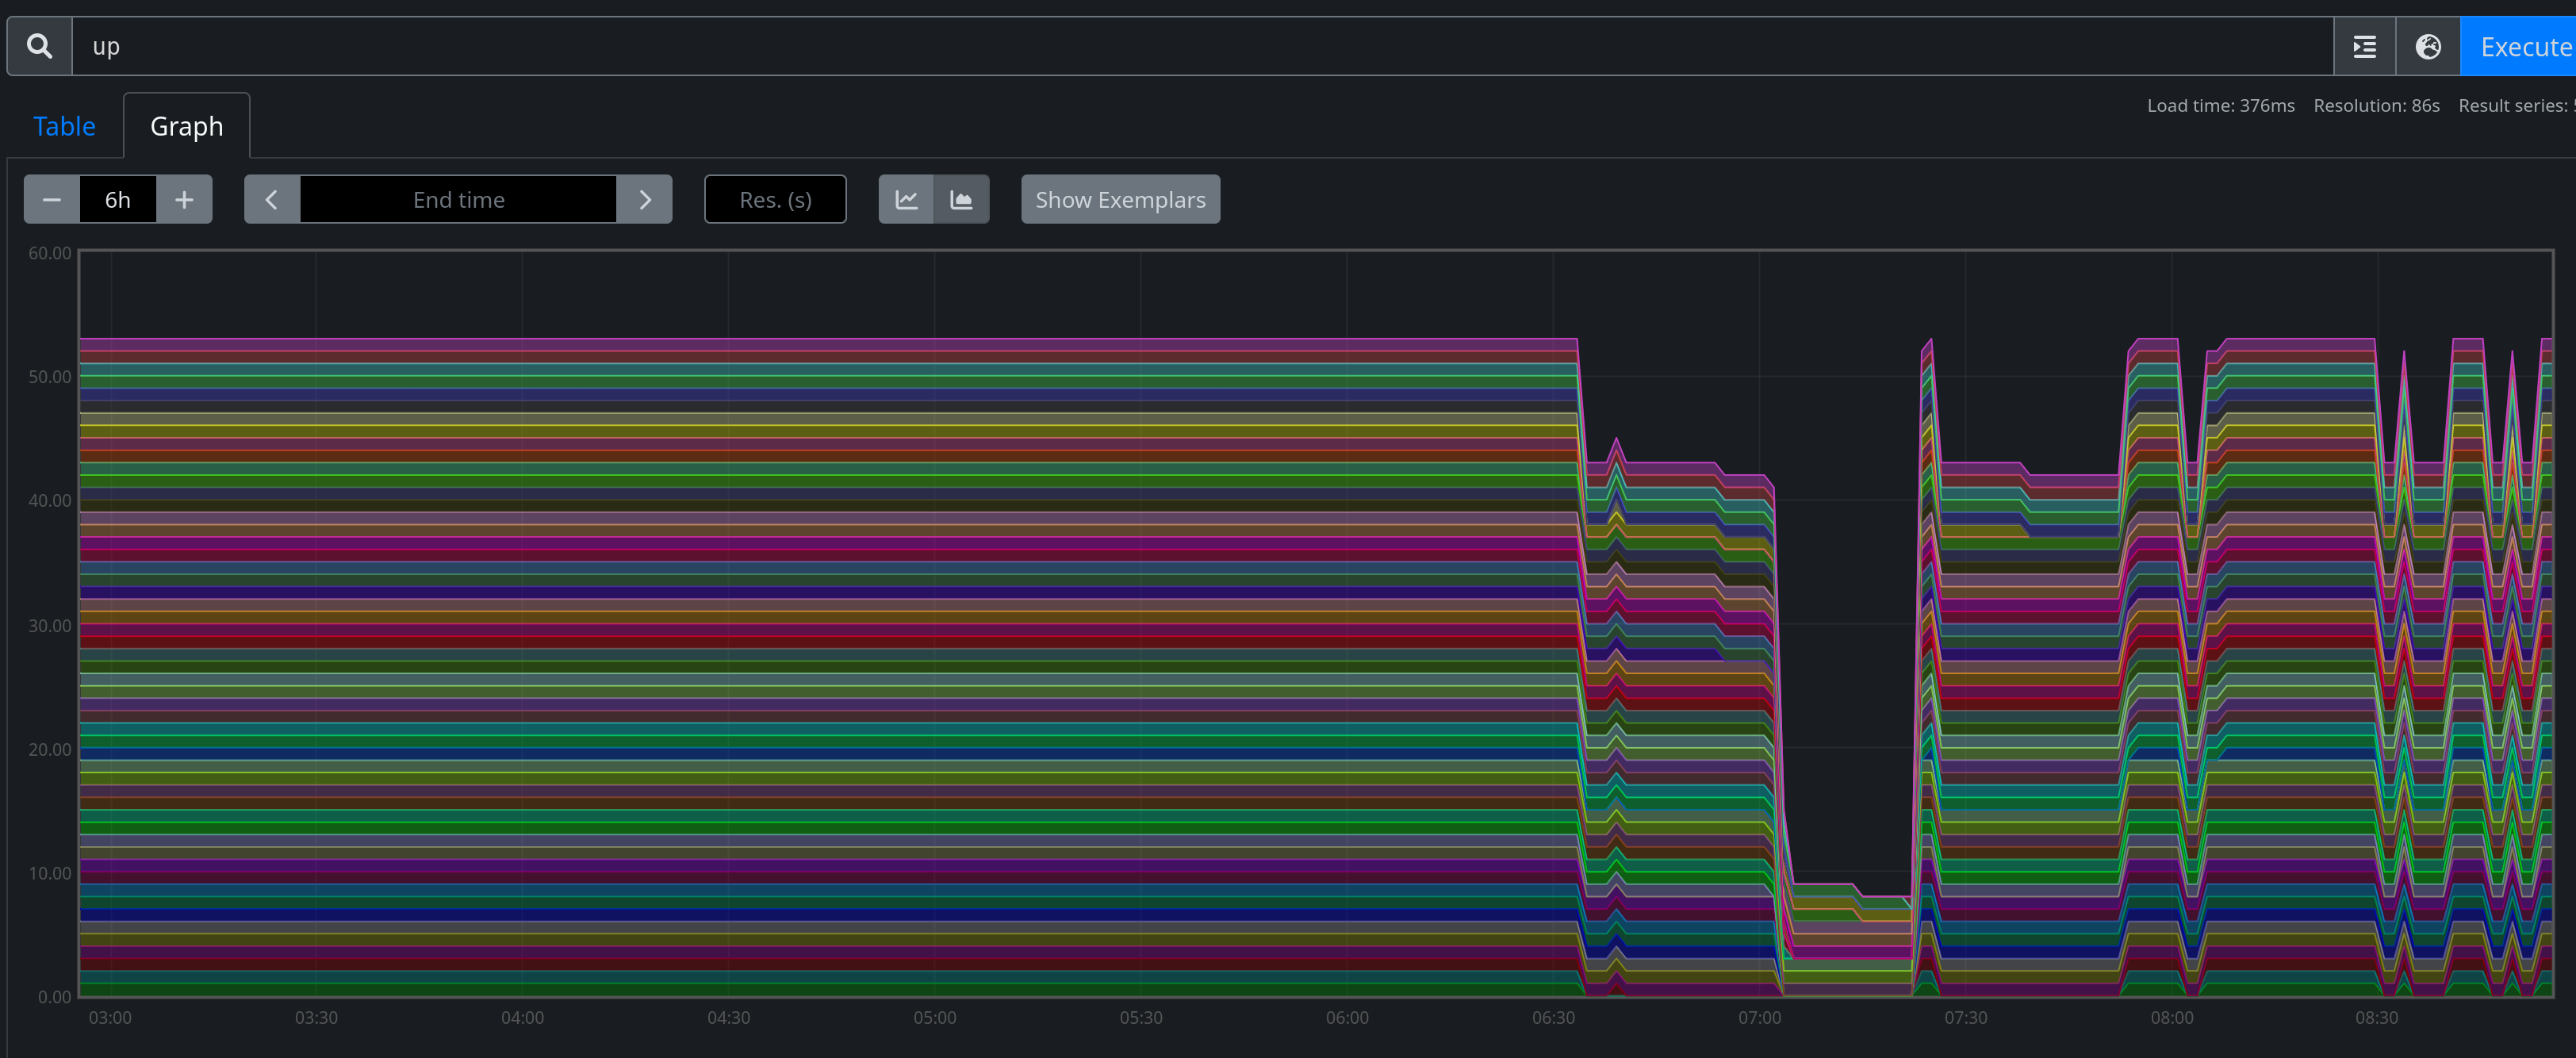 up
Execute
Load time: 376ms Resolution: 86s Result series:
Table Graph
6h End time Res. (s) Show Exemplars
60.00
50.00
40.00
30.00
20.00
10.00
0.00
03:00 03:30 04:00 04:30 05:00 05:30 06:00 06:30 07:00 07:30 08:00 08:30